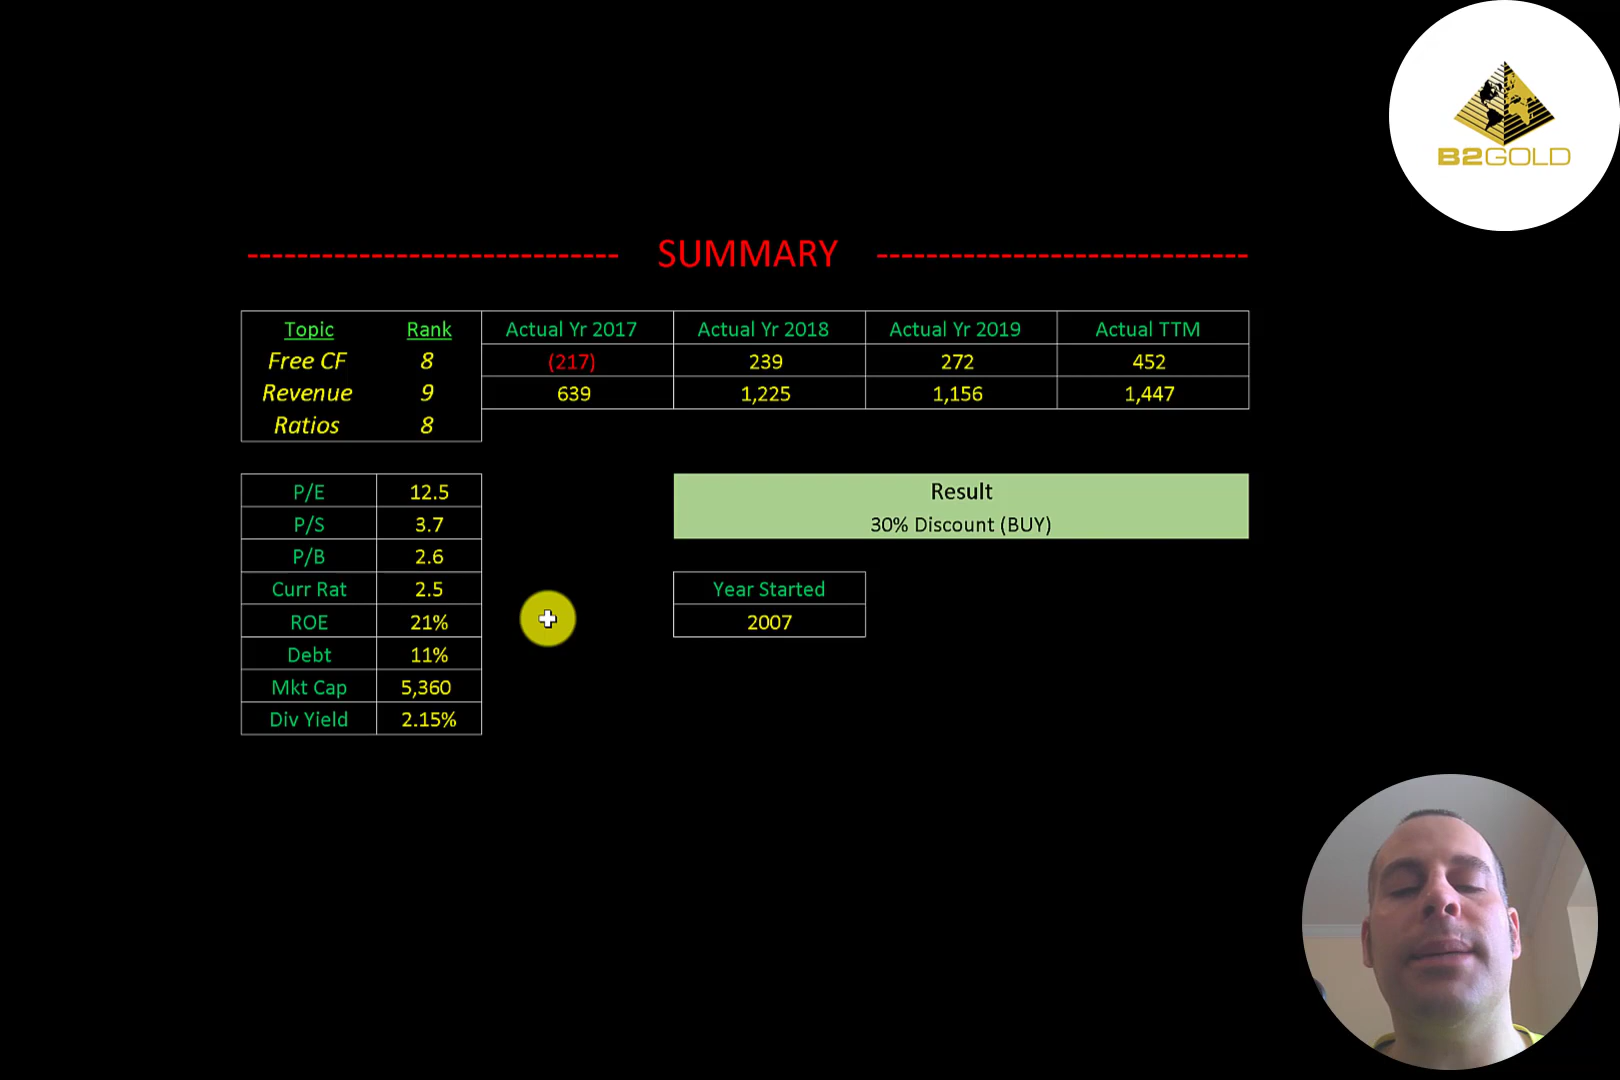 B2GOLD
------------------------------ SUMMARY ------------------------------
Topic Rank Actual Yr 2017 Actual Yr 2018 Actual Yr 2019 Actual TTM
Free CF 8 (217) 239 272 452
Revenue 9 639 1,225 1,156 1,447
Ratios 8
P/E 12.5 Result
P/S 3.7 30% Discount (BUY)
P/B 2.6
Curr Rat 2.5 Year Started
ROE 21% 2007
Debt 11%
Mkt Cap 5,360
Div Yield 2.15%